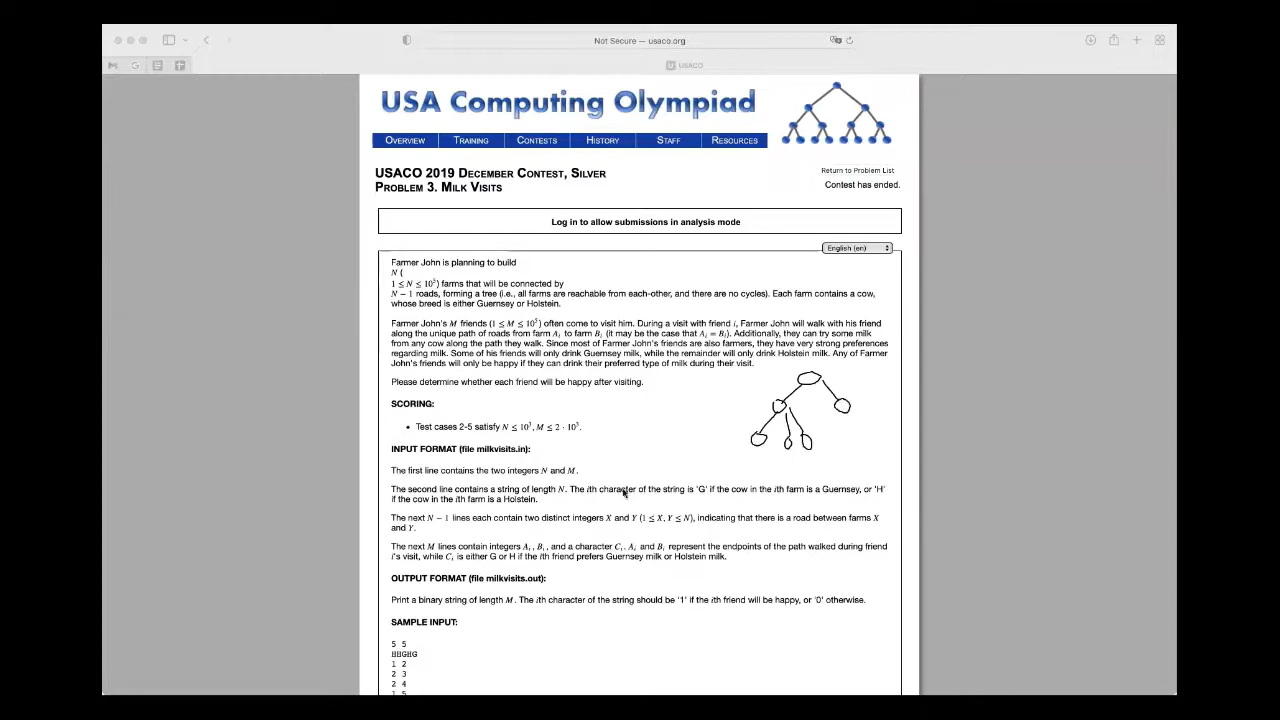 Not Secure — usaco.org
USACO
USA Computing Olympiad
OVERVIEW TRAINING CONTESTS HISTORY STAFF RESOURCES
USACO 2019 DECEMBER CONTEST, SILVER
PROBLEM 3. MILK VISITS
Return to Problem List
Contest has ended.
Log in to allow submissions in analysis mode
English (en)
Farmer John is planning to build
N (
1 ≤ N ≤ 10⁵) farms that will be connected by
N − 1 roads, forming a tree (i.e., all farms are reachable from each-other, and there are no cycles). Each farm contains a cow,
whose breed is either Guernsey or Holstein.
Farmer John's M friends (1 ≤ M ≤ 10⁵) often come to visit him. During a visit with friend i, Farmer John will walk with his friend
along the unique path of roads from farm Aᵢ to farm Bᵢ (it may be the case that Aᵢ = Bᵢ). Additionally, they can try some milk
from any cow along the path they walk. Since most of Farmer John's friends are also farmers, they have very strong preferences
regarding milk. Some of his friends will only drink Guernsey milk, while the remainder will only drink Holstein milk. Any of Farmer
John's friends will only be happy if they can drink their preferred type of milk during their visit.
Please determine whether each friend will be happy after visiting.
SCORING:
• Test cases 2-5 satisfy N ≤ 10³, M ≤ 2 · 10³.
INPUT FORMAT (file milkvisits.in):
The first line contains the two integers N and M.
The second line contains a string of length N. The ith character of the string is 'G' if the cow in the ith farm is a Guernsey, or 'H'
if the cow in the ith farm is a Holstein.
The next N − 1 lines each contain two distinct integers X and Y (1 ≤ X, Y ≤ N), indicating that there is a road between farms X
and Y.
The next M lines contain integers Aᵢ, Bᵢ, and a character Cᵢ. Aᵢ and Bᵢ represent the endpoints of the path walked during friend
i's visit, while Cᵢ is either G or H if the ith friend prefers Guernsey milk or Holstein milk.
OUTPUT FORMAT (file milkvisits.out):
Print a binary string of length M. The ith character of the string should be '1' if the ith friend will be happy, or '0' otherwise.
SAMPLE INPUT:
5 5
HHGHG
1 2
2 3
2 4
1 5